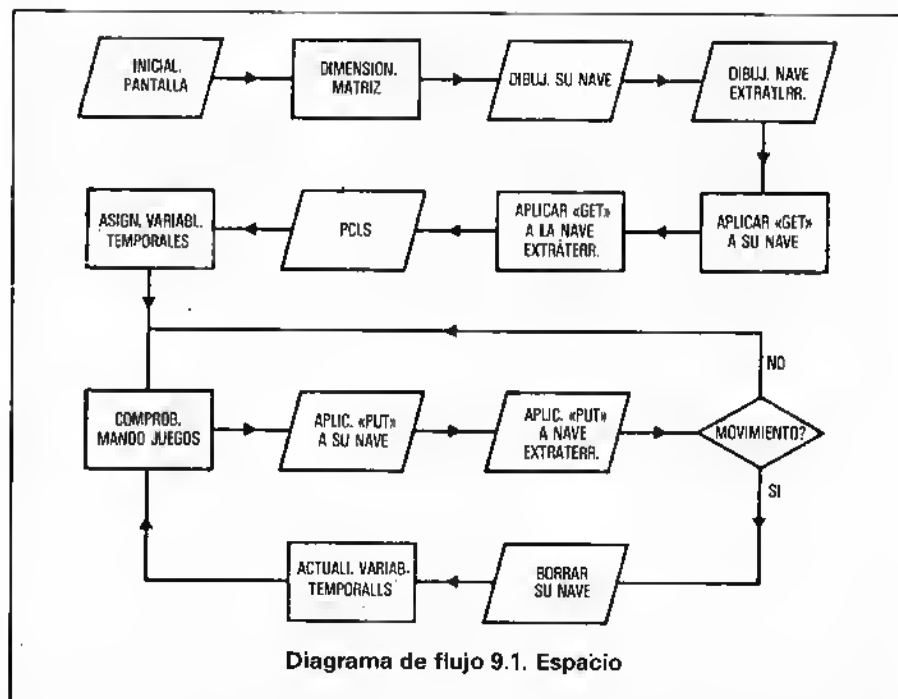 INICIAL.
PANTALLA
DIMENSION.
MATRIZ
DIBUJ. SU NAVE
DIBUJ. NAVE
EXTRATLRR.
APLICAR «GET»
A SU NAVE
APLICAR «GET»
A LA NAVE
EXTRATERR.
PCLS
ASIGN. VARIABL.
TEMPORALES
COMPROB.
MANDO JUEGOS
APLIC. «PUT»
A SU NAVE
APLIC. «PUT»
A NAVE
EXTRATERR.
MOVIMIENTO?
NO
SI
BORRAR
SU NAVE
ACTUALI. VARIAB.
TEMPORALLS
Diagrama de flujo 9.1. Espacio